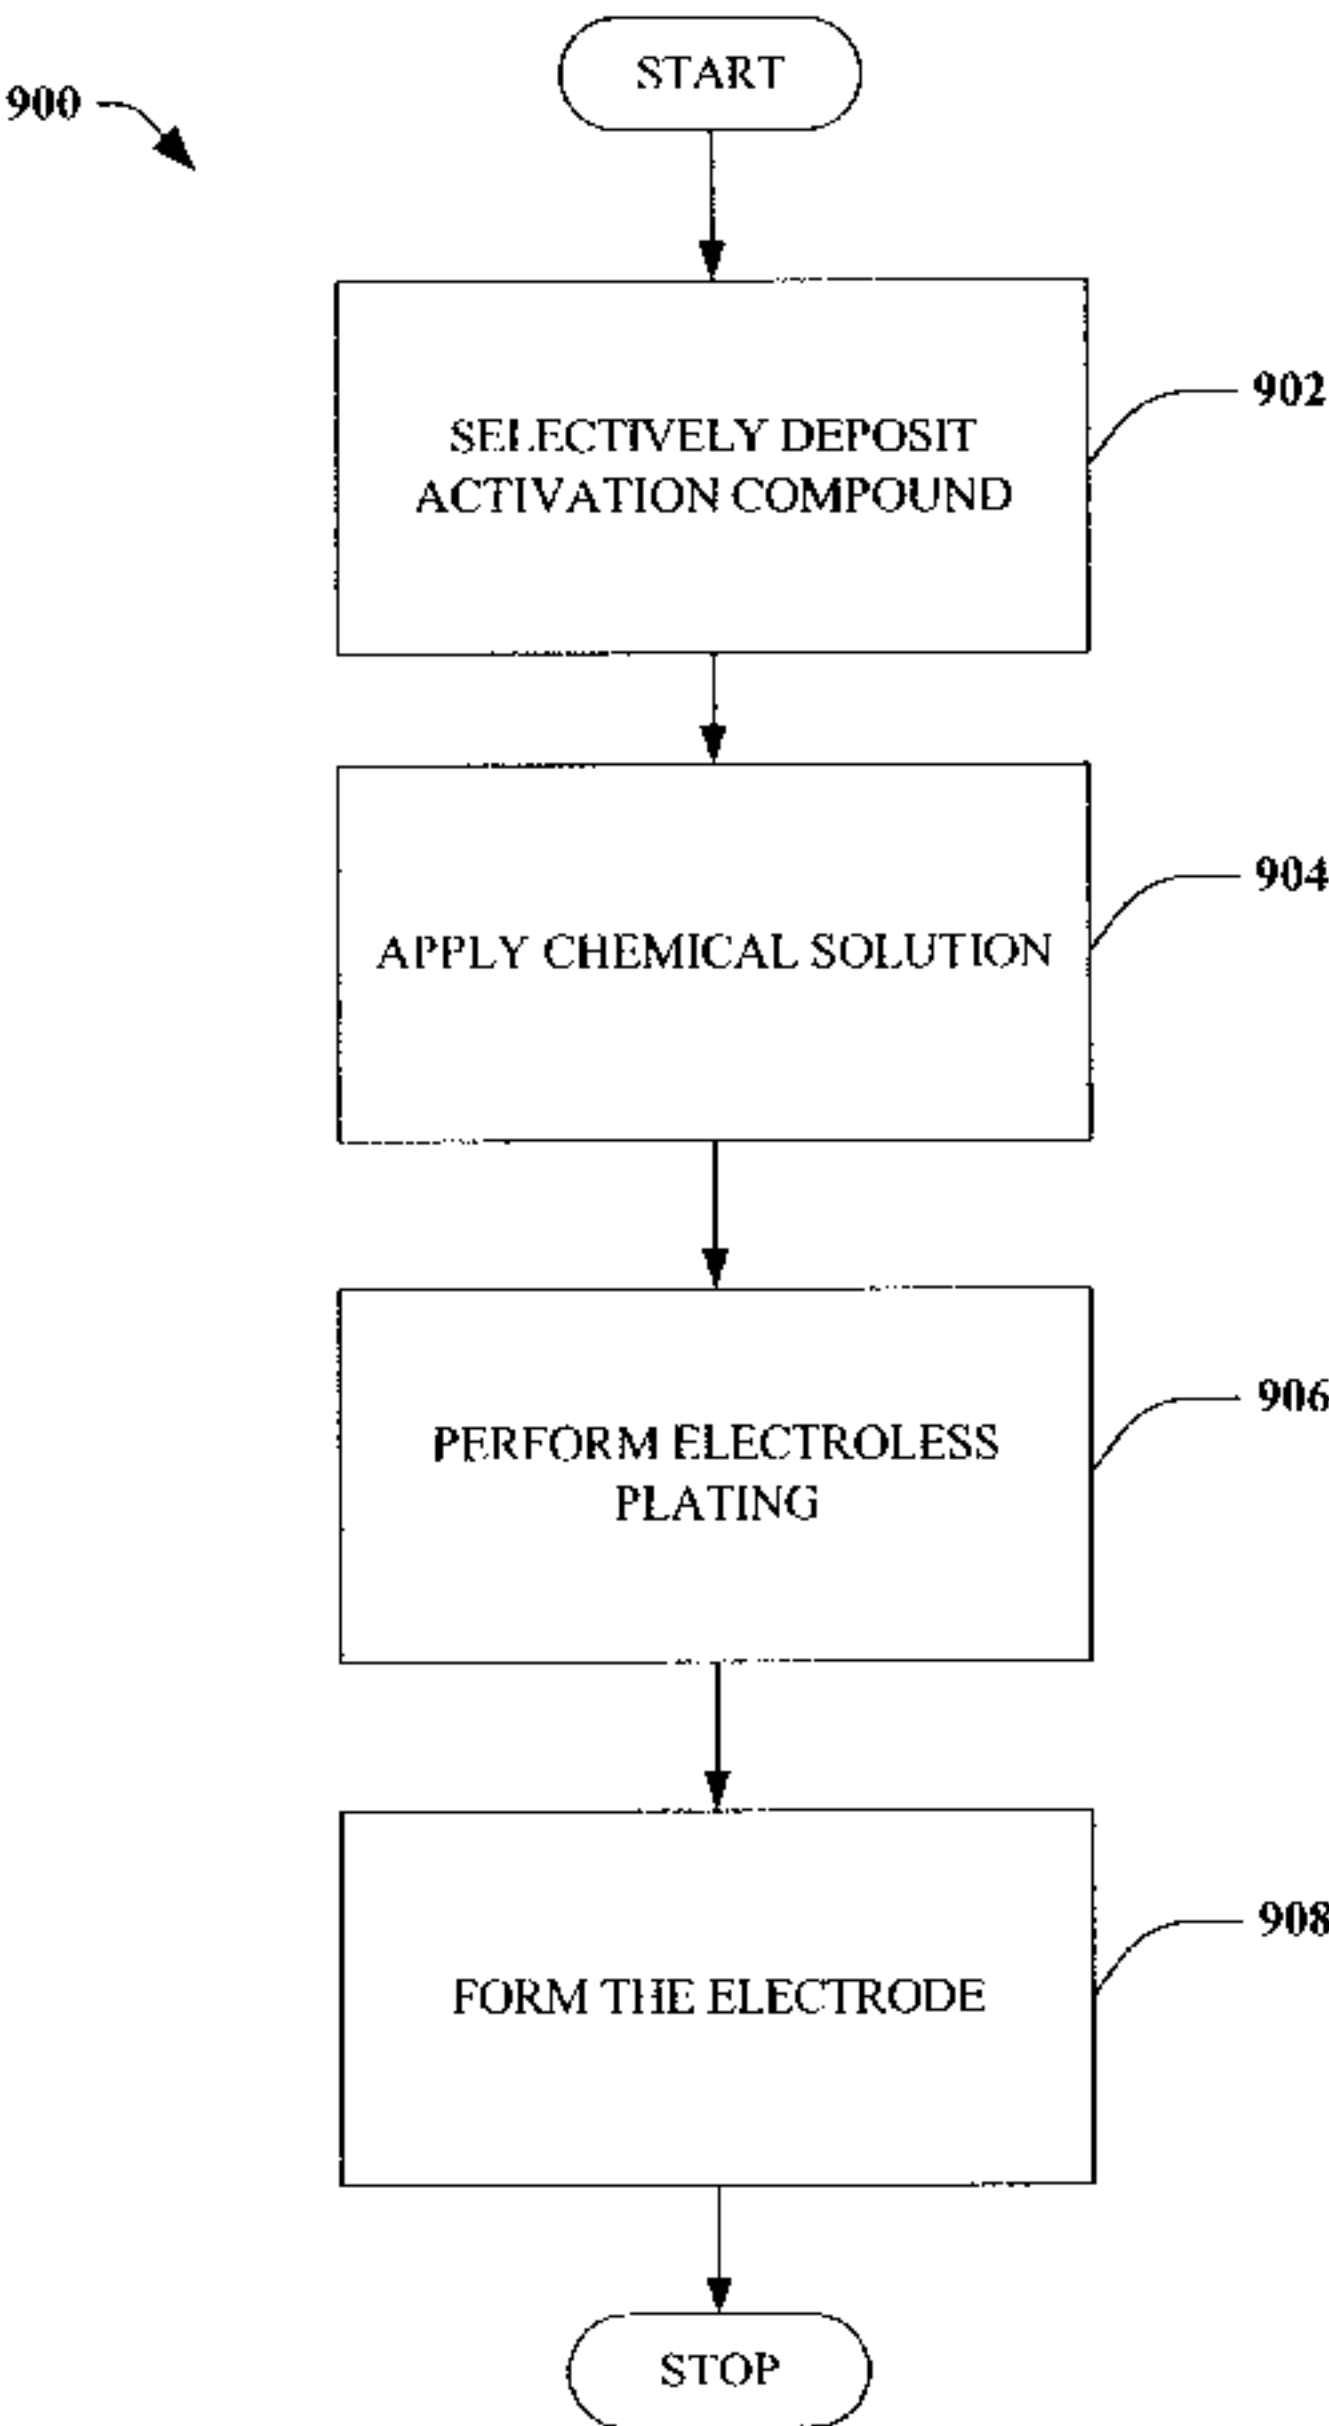 START
900
SELECTIVELY DEPOSIT
ACTIVATION COMPOUND
902
APPLY CHEMICAL SOLUTION
904
PERFORM ELECTROLESS
PLATING
906
FORM THE ELECTRODE
908
STOP